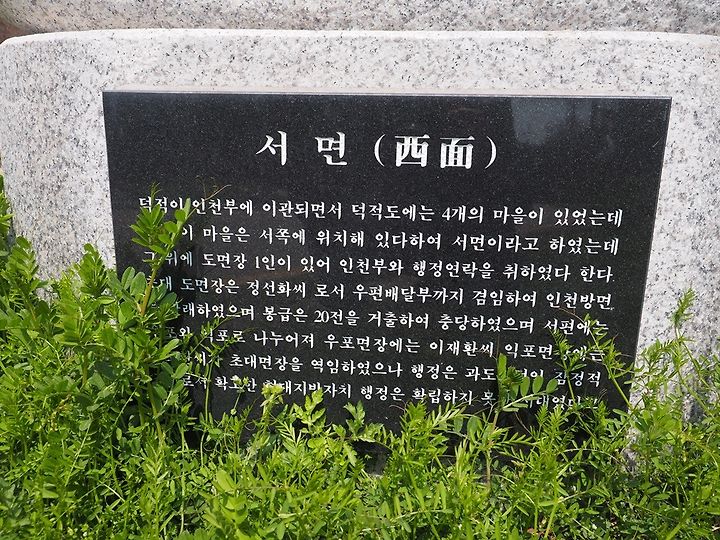 서 면 (西面)
덕적이 인천부에 이관되면서 덕적도에는 4개의 마을이 있었는데
이 마을은 서쪽에 위치해 있다하여 서면이라고 하였는데
위에 도면장 1인이 있어 인천부와 행정연락을 취하였다 한다.
도면장은 정선화씨 로서 우편배달부까지 겸임하여 인천방면,
봉급은 20전을 거출하여 충당하였으며 서편에는
나누어져 우포면장에는 이재환씨 익포면
초대면장을 역임하였으나 행정은 잠정적
행정은 확립하지